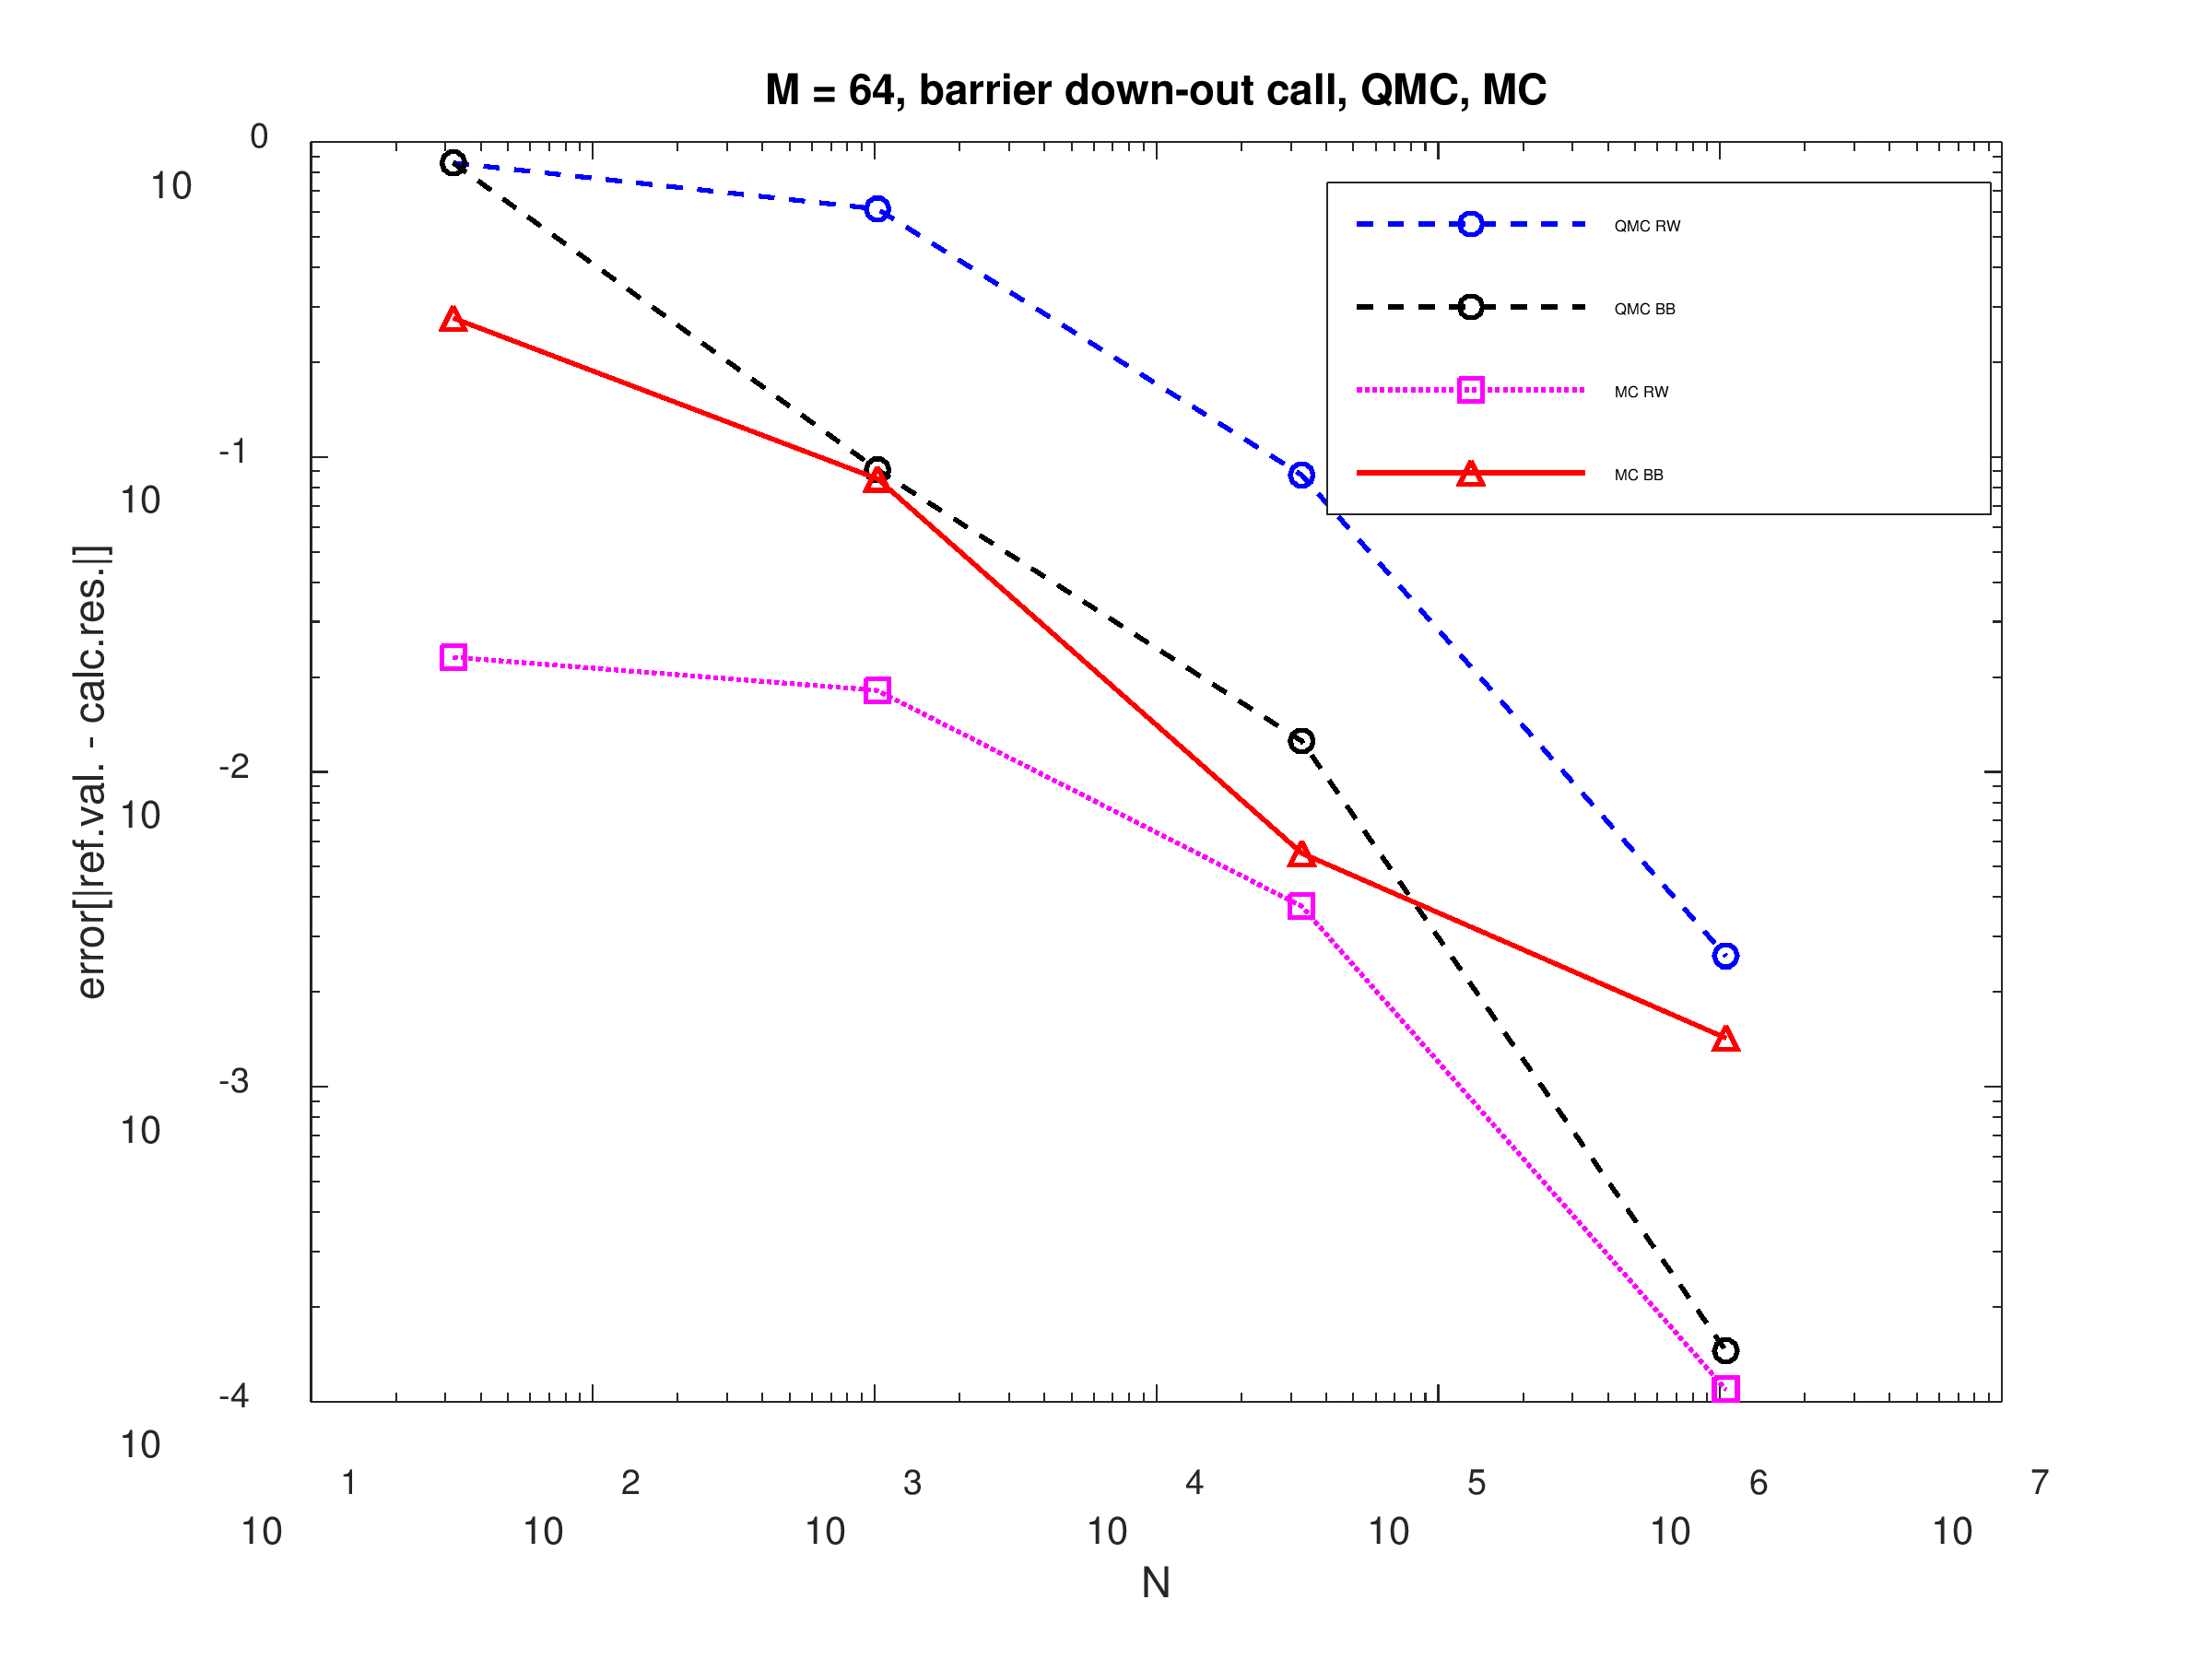 M = 64, barrier down-out call, QMC, MC
0
10
-1
10
-2
10
-3
10
-4
10
error[|ref.val. - calc.res.|]
QMC RW
QMC BB
MC RW
MC BB
1 2 3 4 5 6 7
10 10 10 10 10 10 10
N